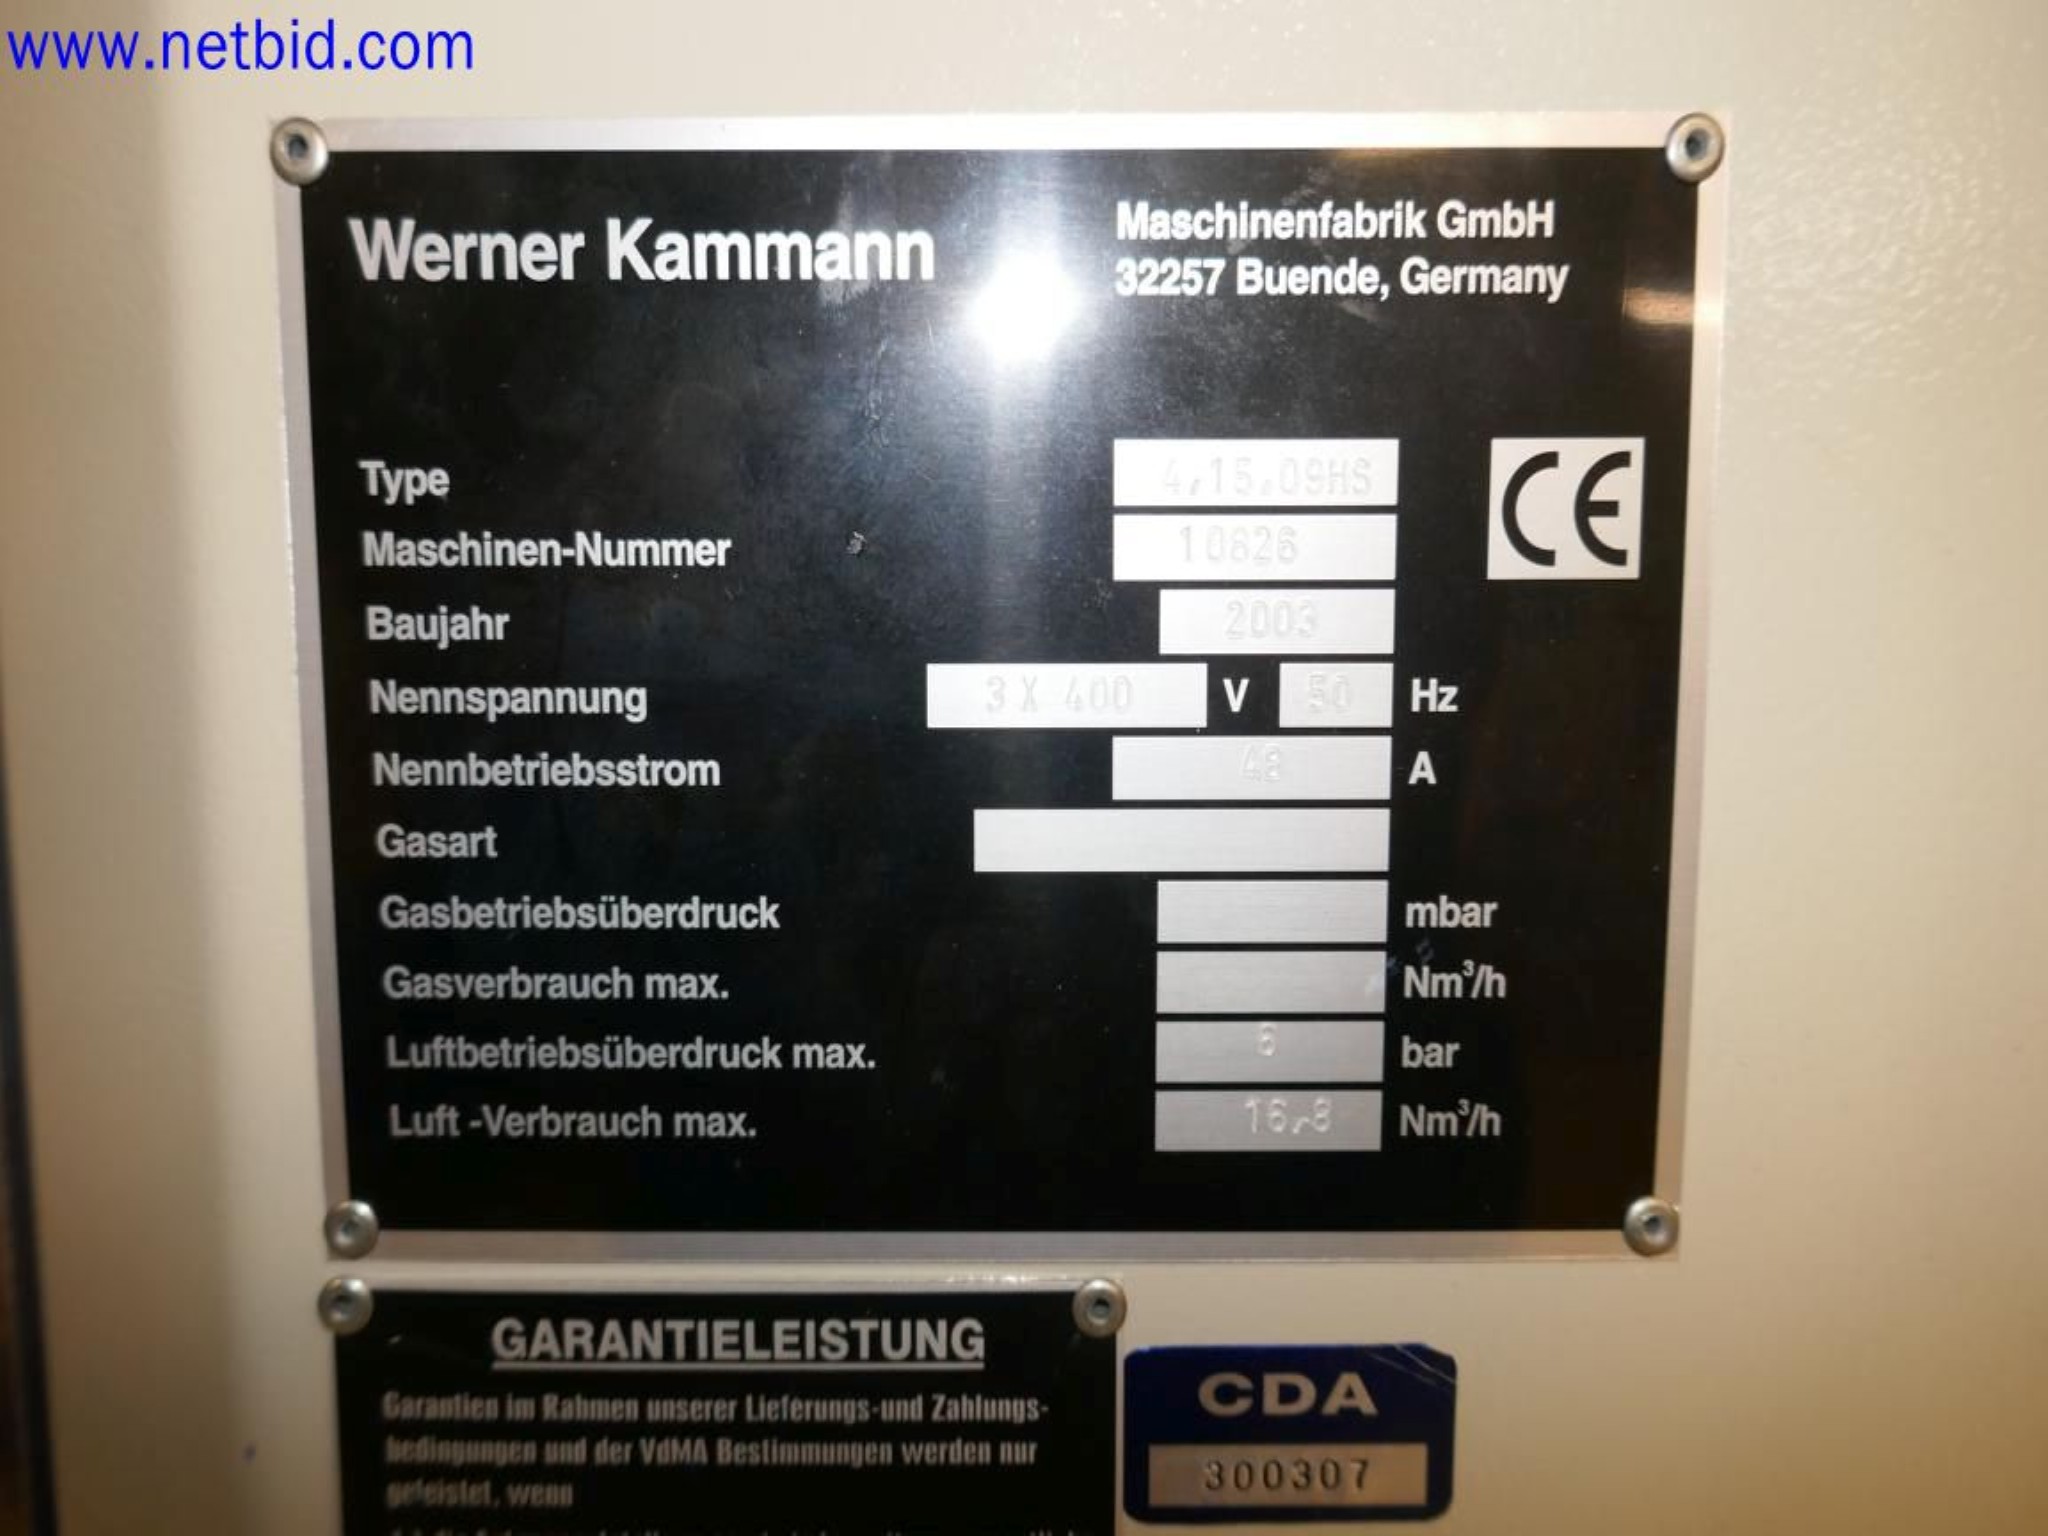 www.netbid.com
Werner Kammann
Maschinenfabrik GmbH
32257 Buende, Germany
Type 4,15.09HS
CE
Maschinen-Nummer 10626
Baujahr 2003
Nennspannung 3 X 400 V 50 Hz
Nennbetriebsstrom A
Gasart
Gasbetriebsüberdruck mbar
Gasverbrauch max. Nm³/h
Luftbetriebsüberdruck max. 6 bar
Luft -Verbrauch max. 16,8 Nm³/h
GARANTIELEISTUNG
Garantien im Rahmen unserer Lieferungs-und Zahlungs-
bedingungen und der VdMA Bestimmungen werden nur
geleistet, wenn
CDA
300307